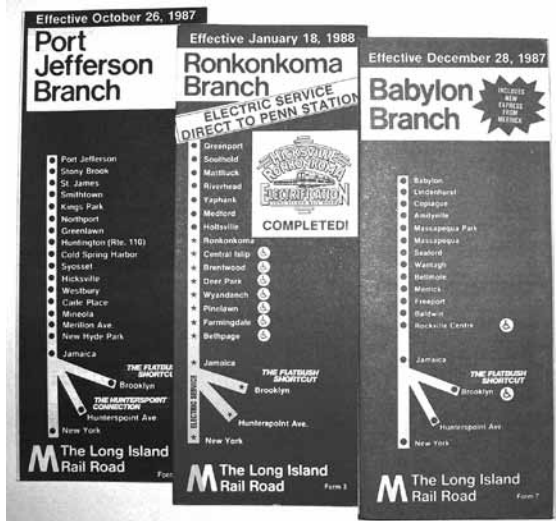 Effective October 26, 1987
Port
Jefferson
Branch
Port Jefferson
Stony Brook
St. James
Smithtown
Kings Park
Northport
Greenlawn
Huntington (Rte. 110)
Cold Spring Harbor
Syosset
Hicksville
Westbury
Carle Place
Mineola
Merillon Ave.
New Hyde Park
Jamaica
THE FLATBUSH
Brooklyn
THE HUNTERSPOINT
CONNECTION
Hunterspoint Ave.
New York
M The Long Island
Rail Road
Form
Effective January 18, 1988
Ronkonkoma
Branch
ELECTRIC SERVICE
DIRECT TO PENN STATION
HICKSVILLE
RONKONKOMA
ELECTRIFICATION
COMPLETED!
Greenport
Southold
Mattituck
Riverhead
Yaphank
Medford
Holtsville
Ronkonkoma
Central Islip
Brentwood
Deer Park
Wyandanch
Pinelawn
Farmingdale
Bethpage
Jamaica
THE FLATBUSH
SHORTCUT
Brooklyn
Hunterspoint Ave.
ELECTRIC SERVICE
New York
M The Long Island
Rail Road
Form 3
Effective December 28, 1987
Babylon
Branch
INCLUDES
NEW
EXPRESS
FROM
MERRICK
Babylon
Lindenhurst
Copiague
Amityville
Massapequa Park
Massapequa
Seaford
Wantagh
Bellmore
Merrick
Freeport
Baldwin
Rockville Centre
Jamaica
THE FLATBUSH
SHORTCUT
Brooklyn
Hunterspoint Ave.
New York
M The Long Island
Rail Road
Form 7